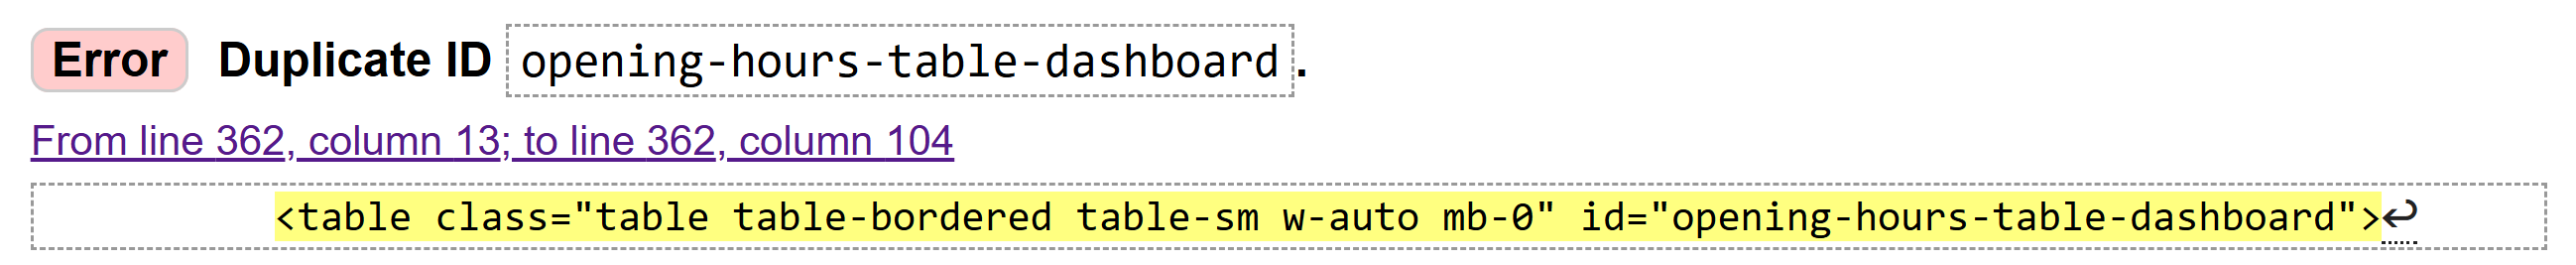 Error Duplicate ID opening-hours-table-dashboard.
From line 362, column 13; to line 362, column 104
<table class="table table-bordered table-sm w-auto mb-0" id="opening-hours-table-dashboard">↩